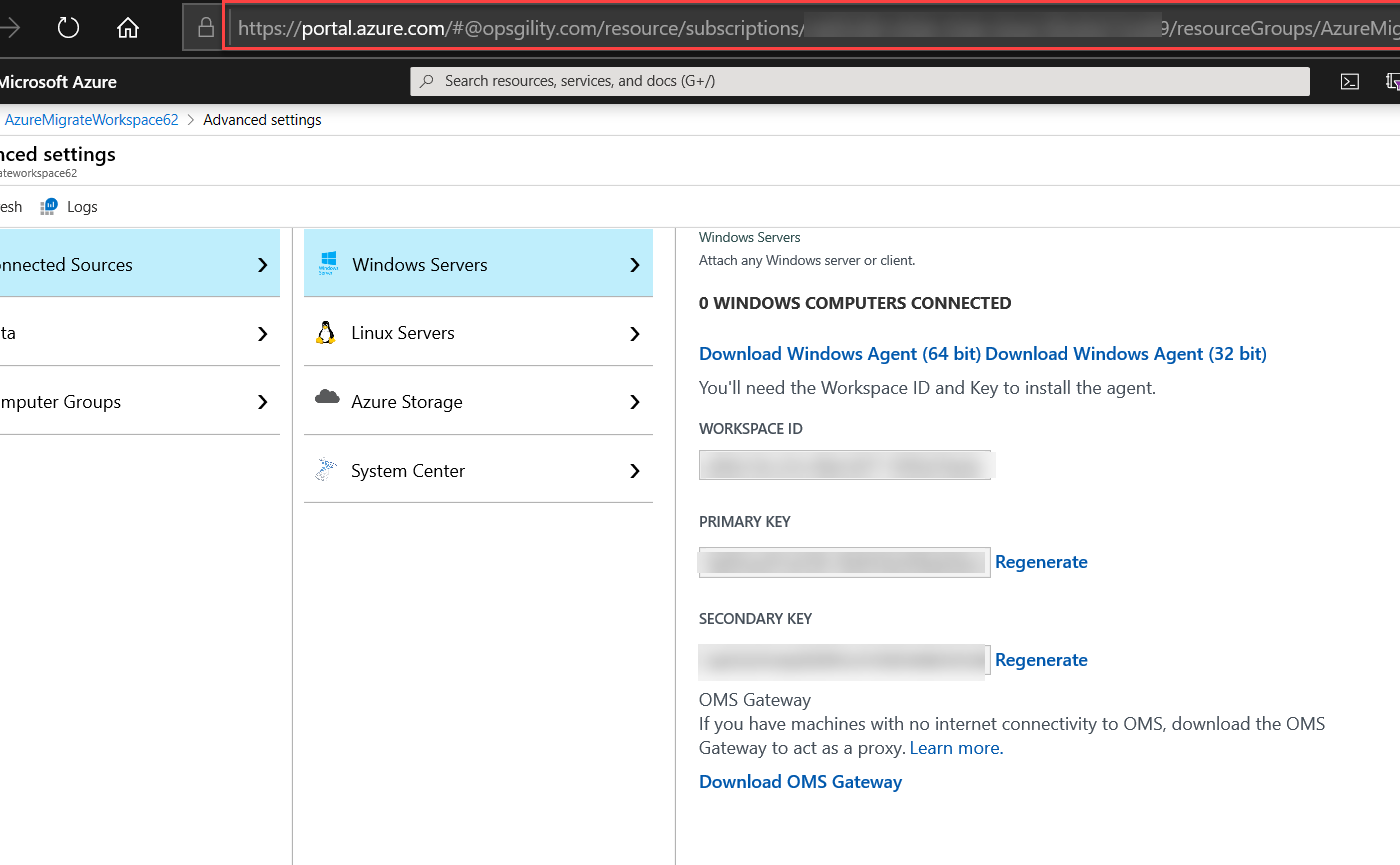 https://portal.azure.com/#@opsgility.com/resource/subscriptions/ 9/resourceGroups/AzureMig
Microsoft Azure
Search resources, services, and docs (G+/)
AzureMigrateWorkspace62 > Advanced settings
nced settings
ateworkspace62
esh
Logs
onnected Sources
ta
mputer Groups
Windows Servers
Linux Servers
Azure Storage
System Center
Windows Servers
Attach any Windows server or client.
0 WINDOWS COMPUTERS CONNECTED
Download Windows Agent (64 bit) Download Windows Agent (32 bit)
You'll need the Workspace ID and Key to install the agent.
WORKSPACE ID
PRIMARY KEY
Regenerate
SECONDARY KEY
Regenerate
OMS Gateway
If you have machines with no internet connectivity to OMS, download the OMS
Gateway to act as a proxy. Learn more.
Download OMS Gateway